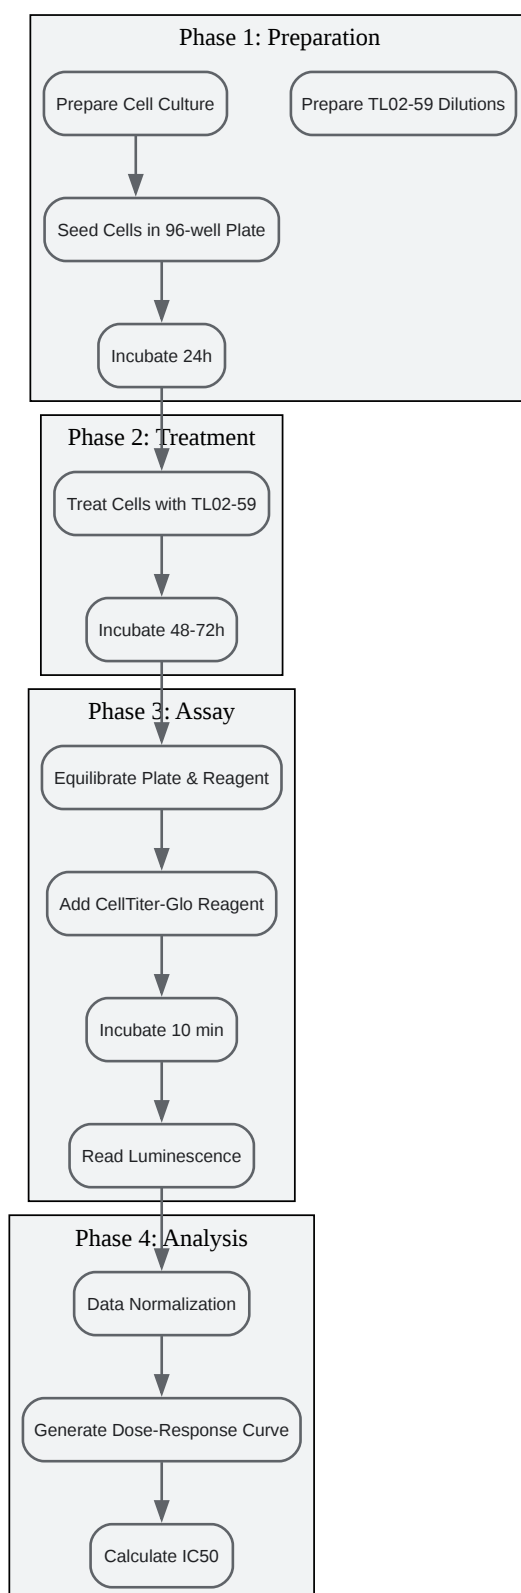 Phase 1: Preparation
Prepare Cell Culture
Prepare TL02-59 Dilutions
Seed Cells in 96-well Plate
Incubate 24h
Phase 2: Treatment
Treat Cells with TL02-59
Incubate 48-72h
Phase 3: Assay
Equilibrate Plate & Reagent
Add CellTiter-Glo Reagent
Incubate 10 min
Read Luminescence
Phase 4: Analysis
Data Normalization
Generate Dose-Response Curve
Calculate IC50